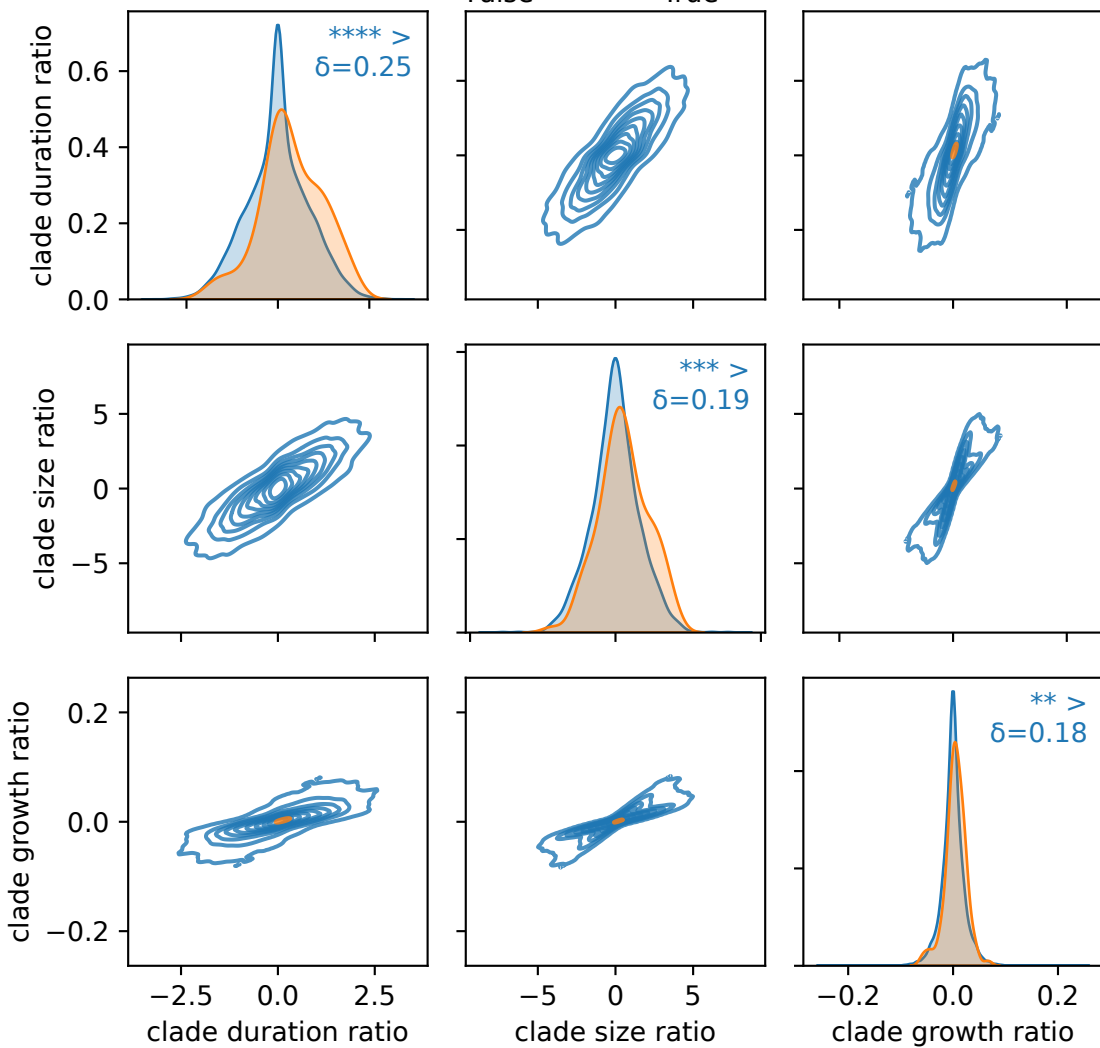 clade duration ratio
0.6
0.4
0.2
0.0
**** >
δ=0.25
clade size ratio
5
0
−5
*** >
δ=0.19
clade growth ratio
0.2
0.0
−0.2
** >
δ=0.18
−2.5 0.0 2.5
−5 0 5
−0.2 0.0 0.2
clade duration ratio
clade size ratio
clade growth ratio